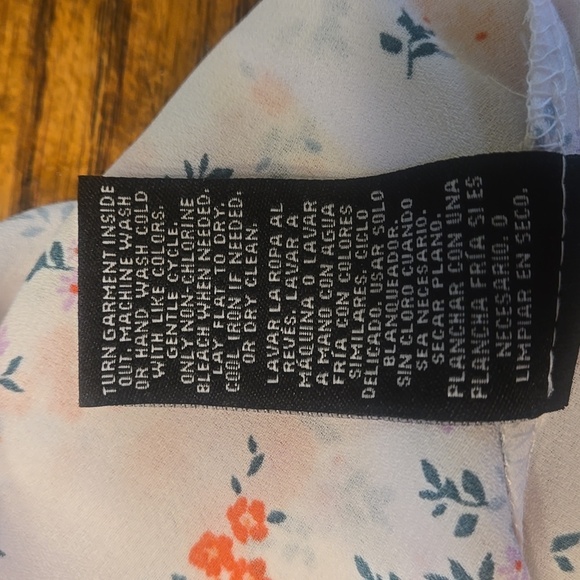 TURN GARMENT INSIDE
OUT. MACHINE WASH
OR HAND WASH COLD
WITH LIKE COLORS.
GENTLE CYCLE.
ONLY NON-CHLORINE
BLEACH WHEN NEEDED.
LAY FLAT TO DRY.
COOL IRON IF NEEDED.
OR DRY CLEAN.
LAVAR LA ROPA AL
REVÉS. LAVAR A
MÁQUINA O LAVAR
A MANO CON AGUA
FRÍA CON COLORES
SIMILARES. CICLO
DELICADO. USAR SOLO
BLANQUEADOR.
SIN CLORO CUANDO
SEA NECESARIO.
SECAR PLANO.
PLANCHAR CON UNA
PLANCHA FRÍA SI ES
NECESARIO. O
LIMPIAR EN SECO.